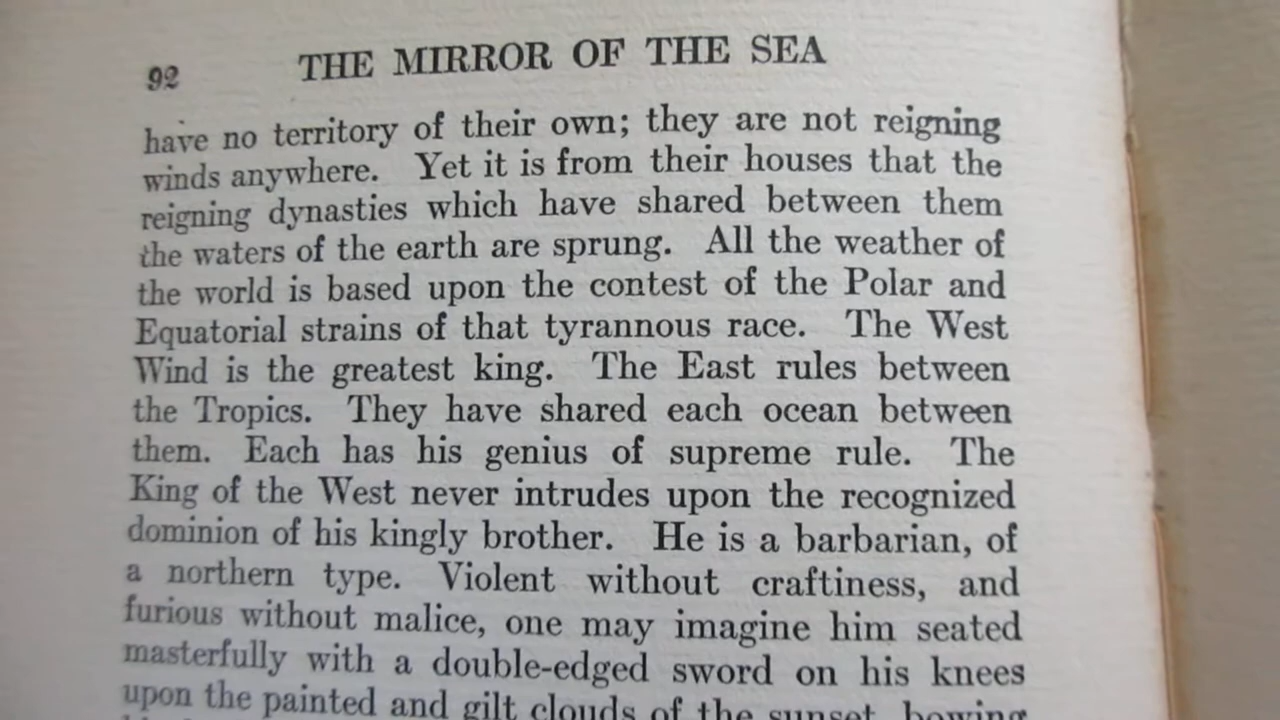 92 THE MIRROR OF THE SEA
have no territory of their own; they are not reigning
winds anywhere. Yet it is from their houses that the
reigning dynasties which have shared between them
the waters of the earth are sprung. All the weather of
the world is based upon the contest of the Polar and
Equatorial strains of that tyrannous race. The West
Wind is the greatest king. The East rules between
the Tropics. They have shared each ocean between
them. Each has his genius of supreme rule. The
King of the West never intrudes upon the recognized
dominion of his kingly brother. He is a barbarian, of
a northern type. Violent without craftiness, and
furious without malice, one may imagine him seated
masterfully with a double-edged sword on his knees
upon the painted and gilt clouds of the sunset, bowing